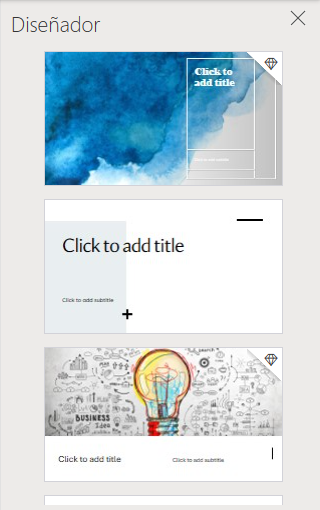 Diseñador
Click to
add title
Click to add title
Click to add subtitle
BUSINESS
Idea
Click to add title
Click to add subtitle